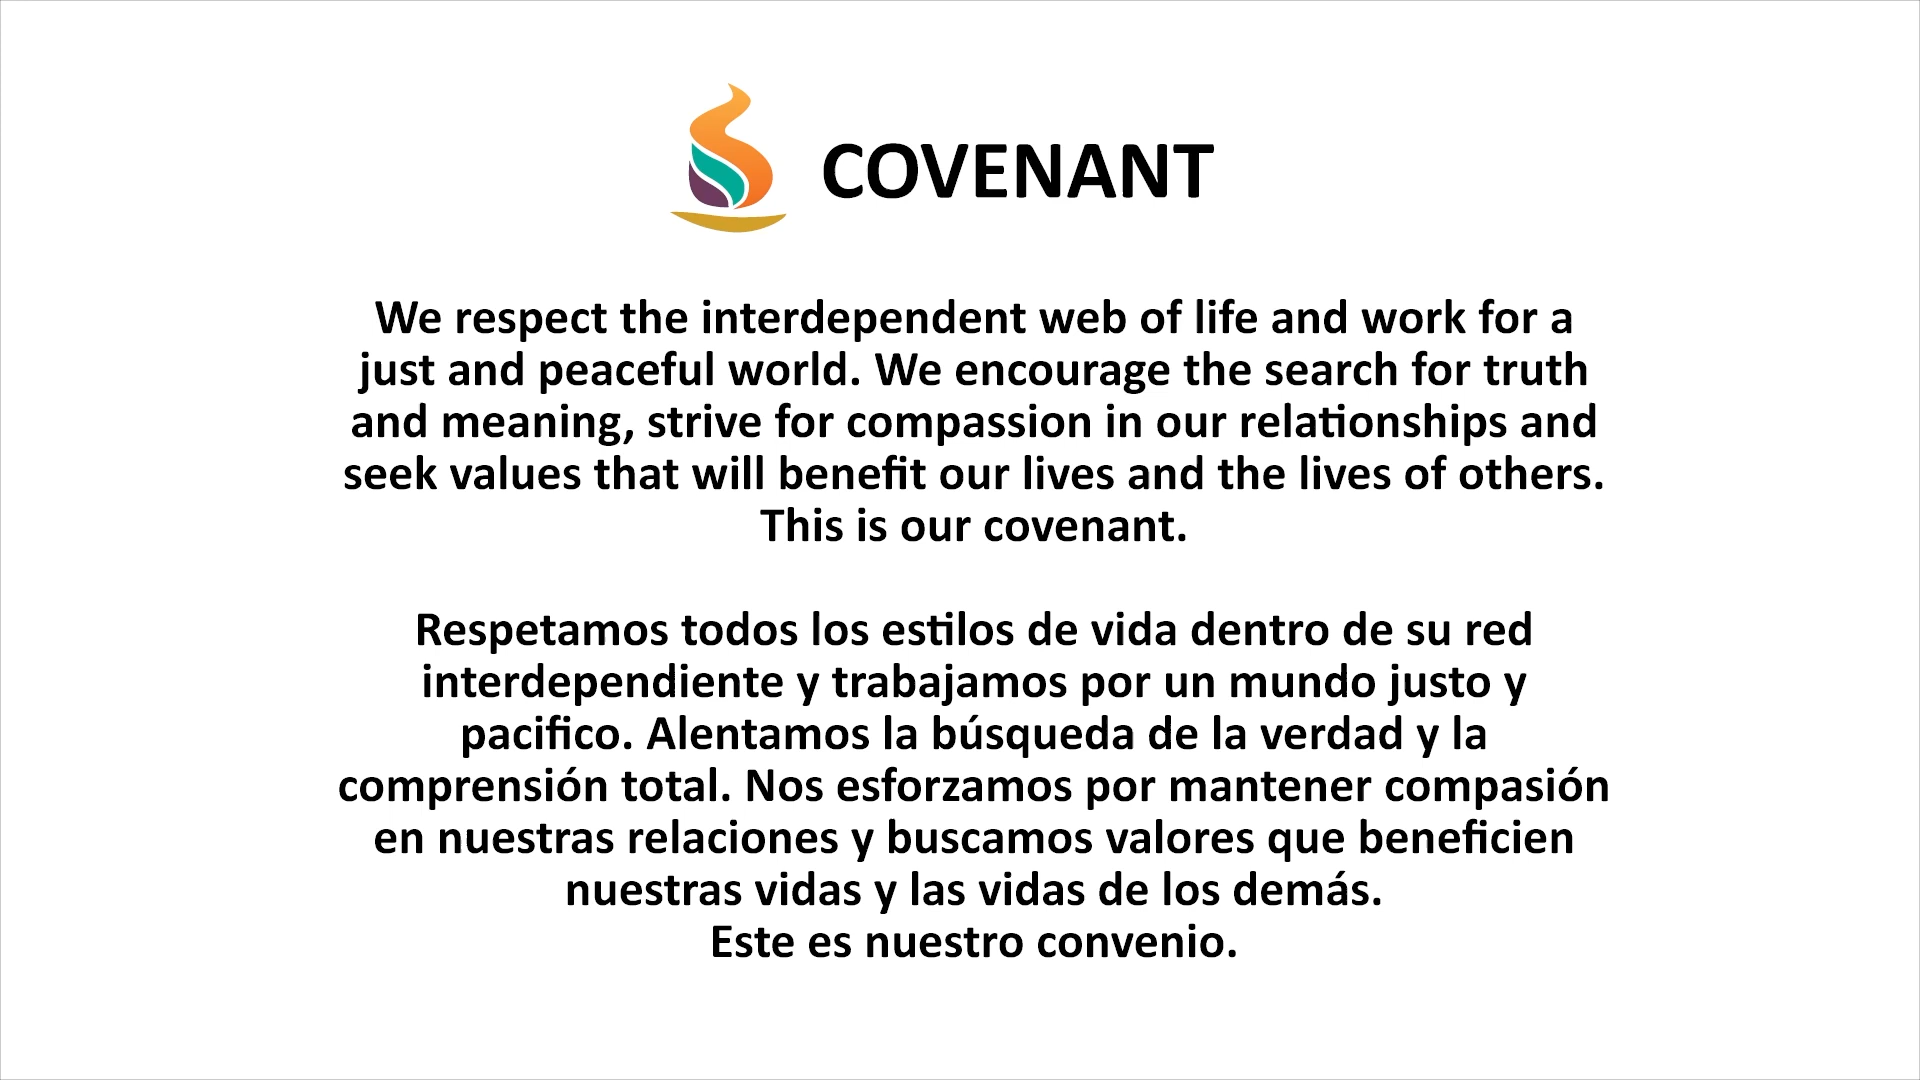 COVENANT
We respect the interdependent web of life and work for a
just and peaceful world. We encourage the search for truth
and meaning, strive for compassion in our relationships and
seek values that will benefit our lives and the lives of others.
This is our covenant.
Respetamos todos los estilos de vida dentro de su red
interdependiente y trabajamos por un mundo justo y
pacifico. Alentamos la búsqueda de la verdad y la
comprensión total. Nos esforzamos por mantener compasión
en nuestras relaciones y buscamos valores que beneficien
nuestras vidas y las vidas de los demás.
Este es nuestro convenio.